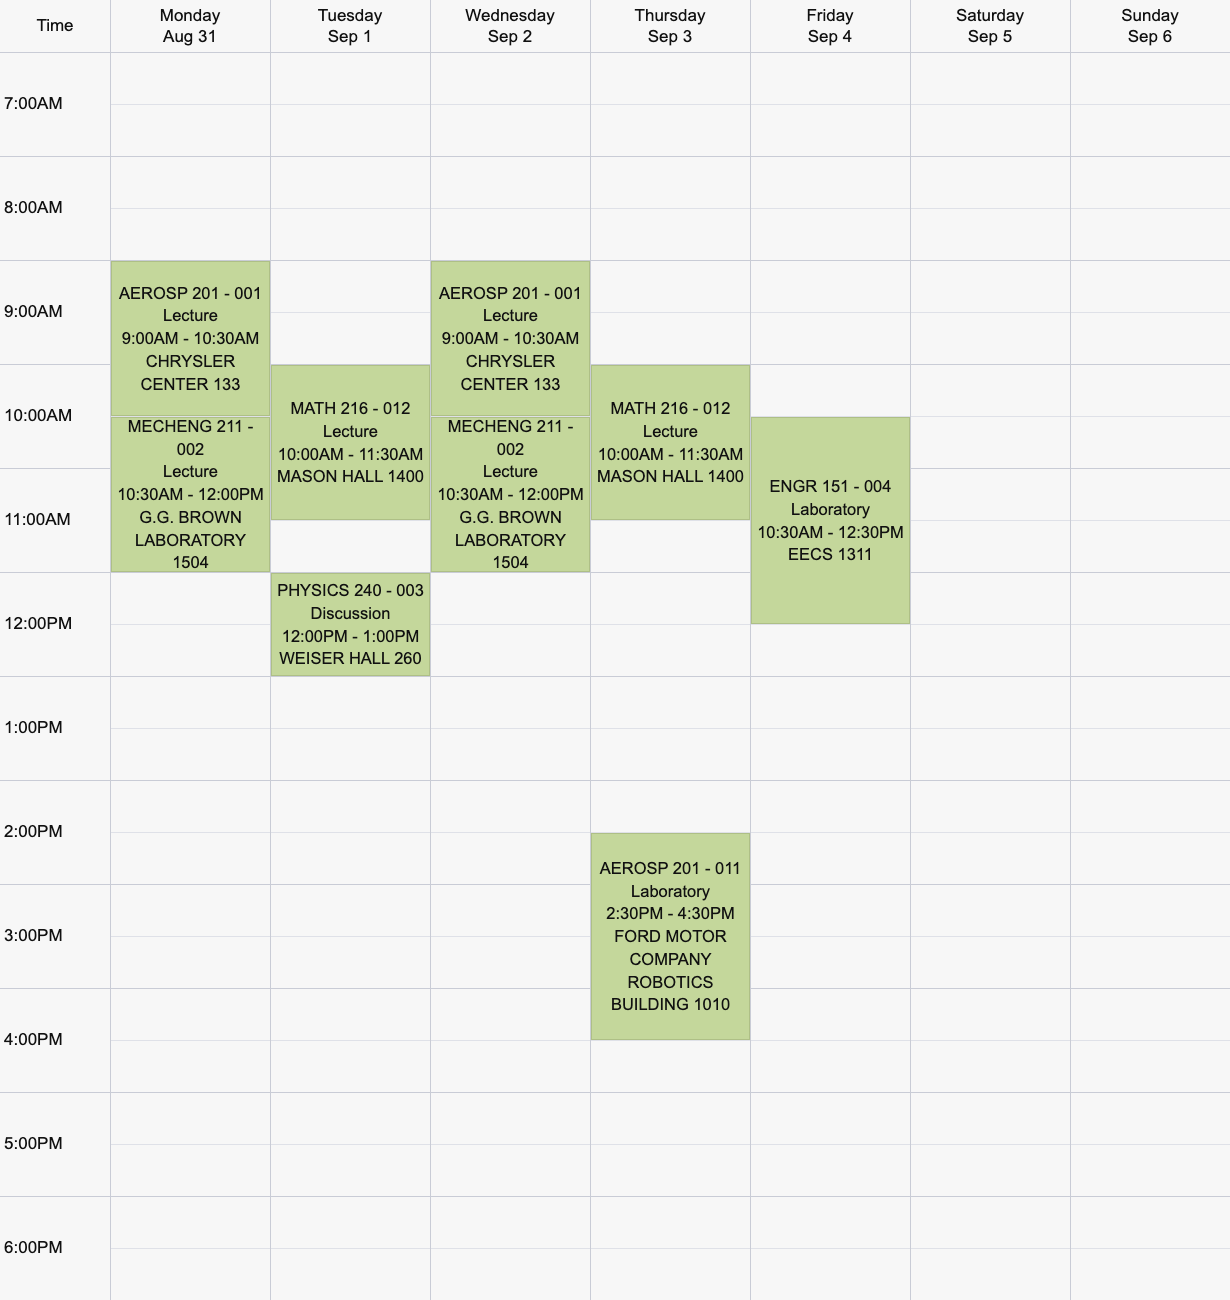 Time
Monday
Aug 31
Tuesday
Sep 1
Wednesday
Sep 2
Thursday
Sep 3
Friday
Sep 4
Saturday
Sep 5
Sunday
Sep 6
7:00AM
8:00AM
9:00AM
10:00AM
11:00AM
12:00PM
1:00PM
2:00PM
3:00PM
4:00PM
5:00PM
6:00PM
AEROSP 201 - 001
Lecture
9:00AM - 10:30AM
CHRYSLER
CENTER 133
MECHENG 211 -
002
Lecture
10:30AM - 12:00PM
G.G. BROWN
LABORATORY
1504
MATH 216 - 012
Lecture
10:00AM - 11:30AM
MASON HALL 1400
PHYSICS 240 - 003
Discussion
12:00PM - 1:00PM
WEISER HALL 260
AEROSP 201 - 001
Lecture
9:00AM - 10:30AM
CHRYSLER
CENTER 133
MECHENG 211 -
002
Lecture
10:30AM - 12:00PM
G.G. BROWN
LABORATORY
1504
MATH 216 - 012
Lecture
10:00AM - 11:30AM
MASON HALL 1400
AEROSP 201 - 011
Laboratory
2:30PM - 4:30PM
FORD MOTOR
COMPANY
ROBOTICS
BUILDING 1010
ENGR 151 - 004
Laboratory
10:30AM - 12:30PM
EECS 1311